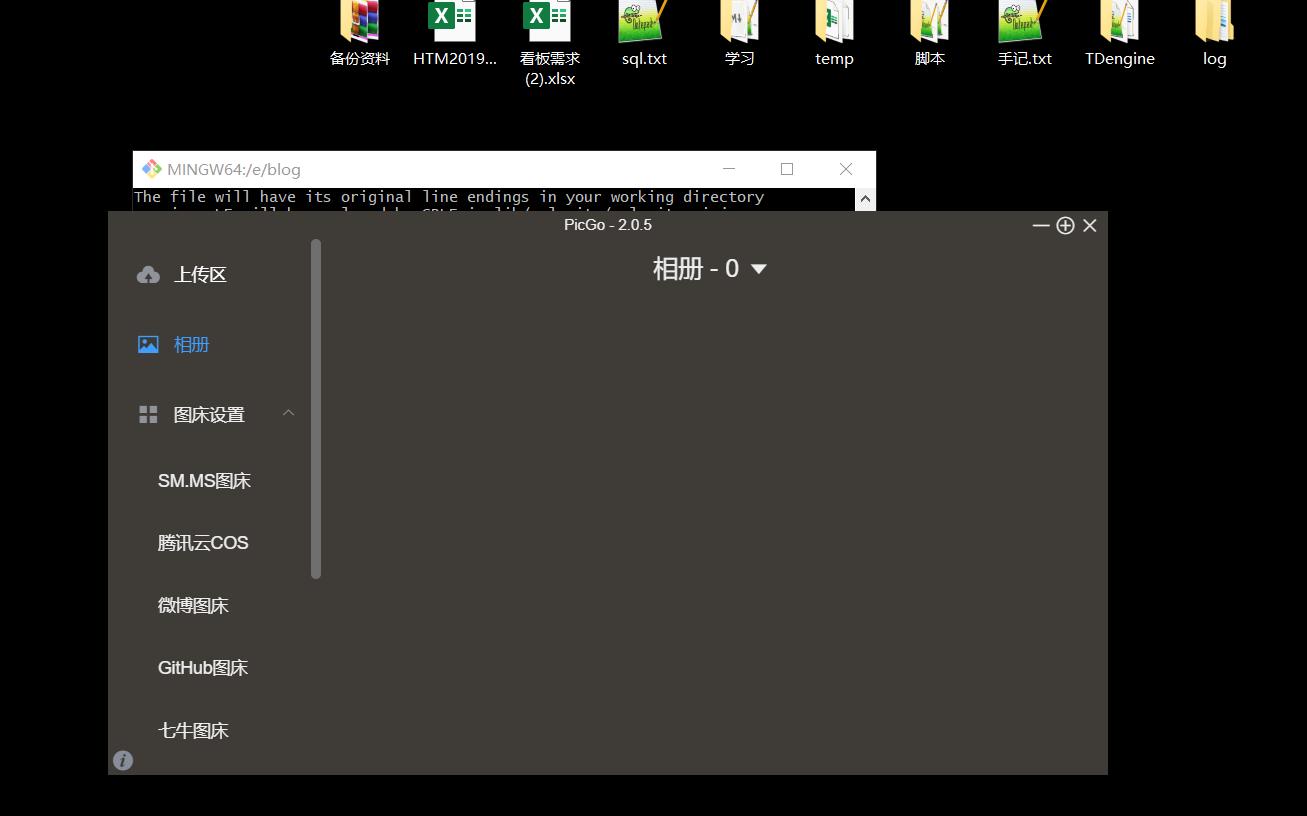 备份资料
HTM2019...
看板需求
(2).xlsx
sql.txt
学习
temp
脚本
手记.txt
TDengine
log
MINGW64:/e/blog
The file will have its original line endings in your working directory
PicGo - 2.0.5
上传区
相册 - 0
相册
图床设置
SM.MS图床
腾讯云COS
微博图床
GitHub图床
七牛图床